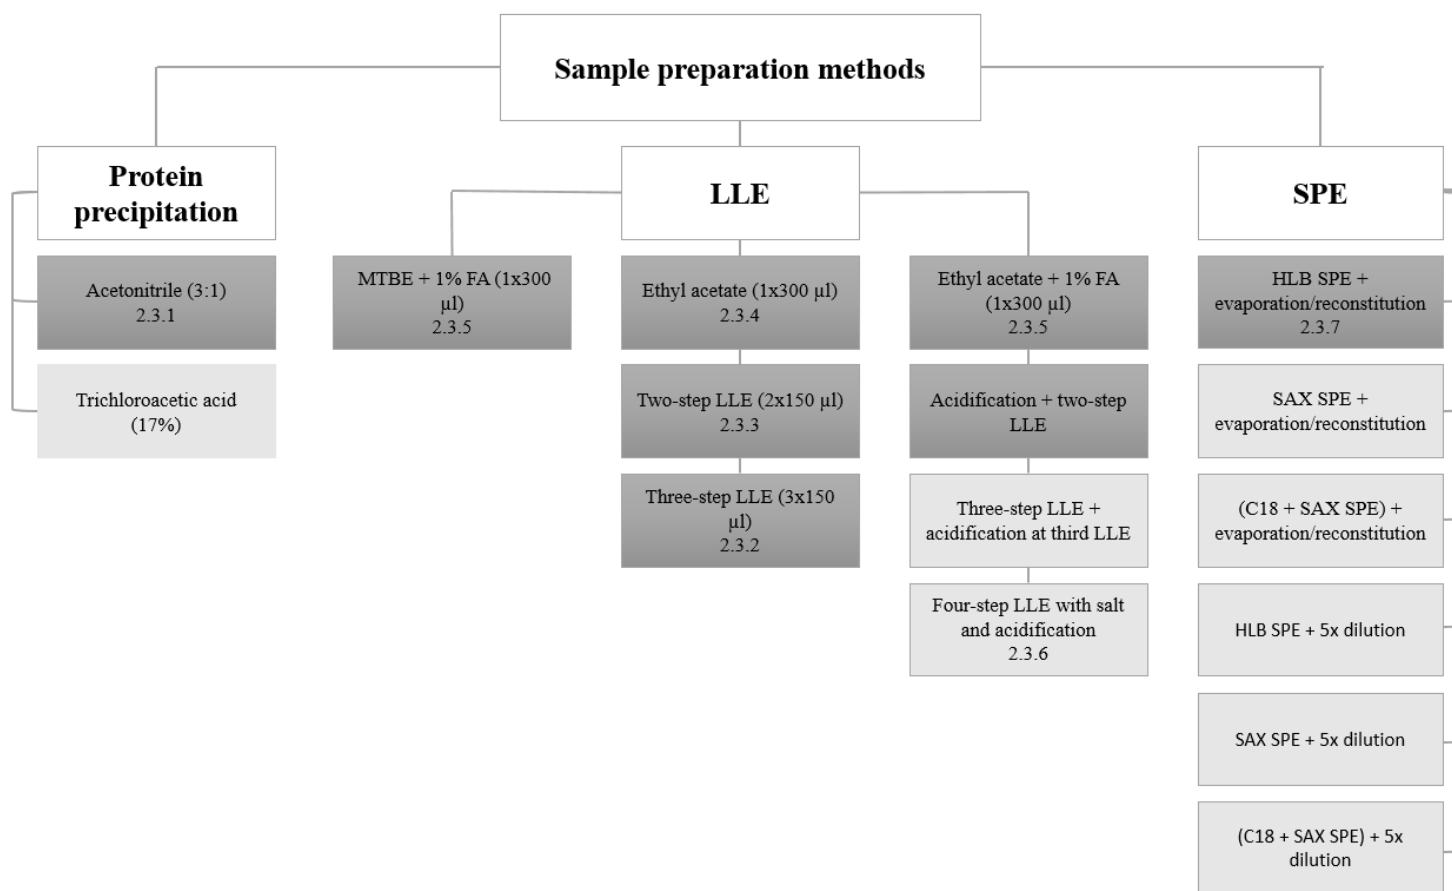 Sample preparation methods
Protein
precipitation
LLE
SPE
Acetonitrile (3:1)
2.3.1
Trichloroacetic acid
(17%)
MTBE + 1% FA (1x300
µl)
2.3.5
Ethyl acetate (1x300 µl)
2.3.4
Two-step LLE (2x150 µl)
2.3.3
Three-step LLE (3x150
µl)
2.3.2
Ethyl acetate + 1% FA
(1x300 µl)
2.3.5
Acidification + two-step
LLE
Three-step LLE +
acidification at third LLE
Four-step LLE with salt
and acidification
2.3.6
HLB SPE +
evaporation/reconstitution
2.3.7
SAX SPE +
evaporation/reconstitution
(C18 + SAX SPE) +
evaporation/reconstitution
HLB SPE + 5x dilution
SAX SPE + 5x dilution
(C18 + SAX SPE) + 5x
dilution